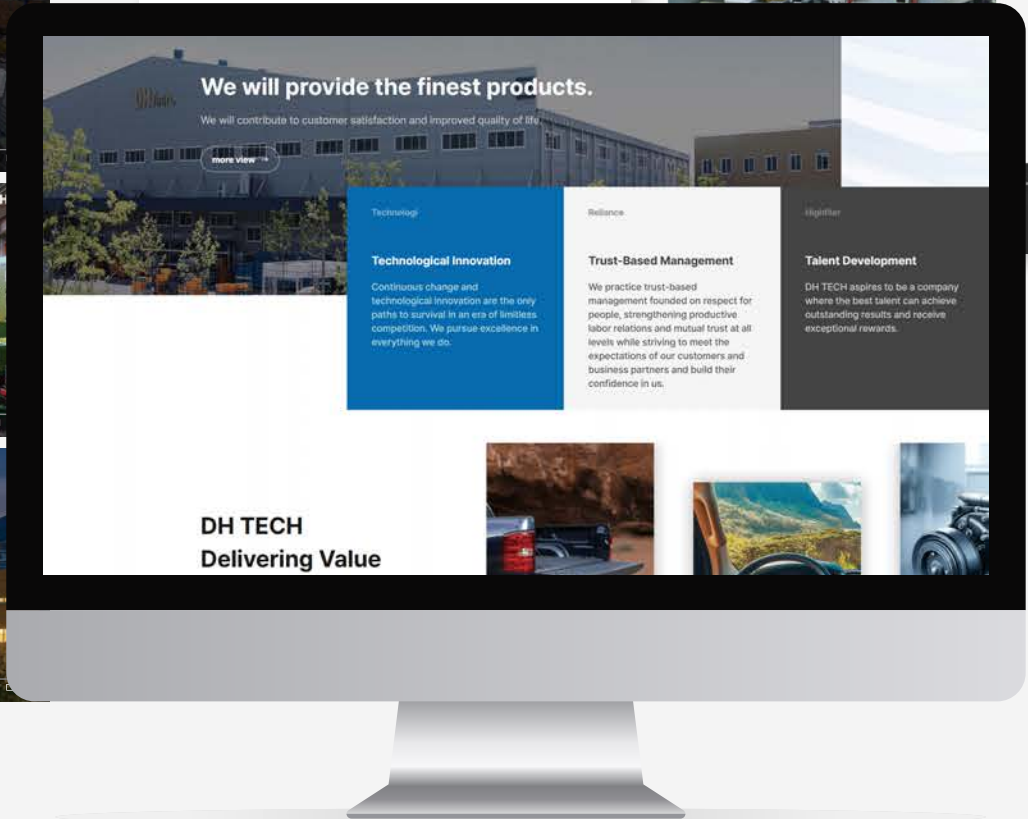 We will provide the finest products.
We will contribute to customer satisfaction and improved quality of life.
more view →
Technologi
Technological Innovation
Continuous change and
technological innovation are the only
paths to survival in an era of limitless
competition. We pursue excellence in
everything we do.
Reliance
Trust-Based Management
We practice trust-based
management founded on respect for
people, strengthening productive
labor relations and mutual trust at all
levels while striving to meet the
expectations of our customers and
business partners and build their
confidence in us.
Talent Development
DH TECH aspires to be a company
where the best talent can achieve
outstanding results and receive
exceptional rewards.
DH TECH
Delivering Value